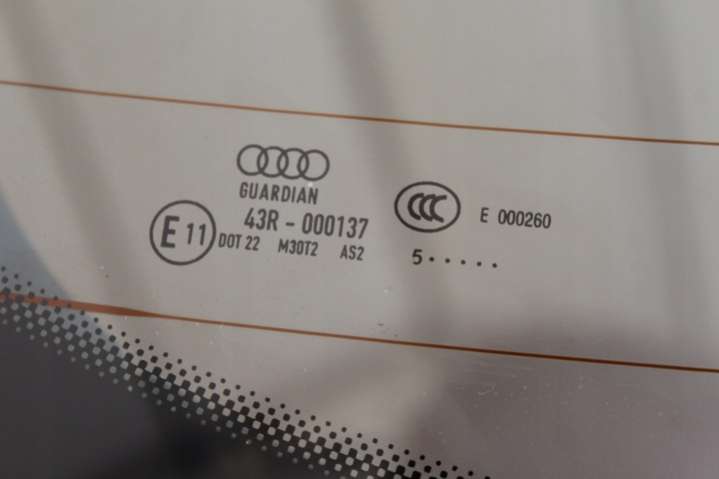 GUARDIAN
E 11
43R - 000137
DOT 22 M30T2 AS2
CCC E 000260
5 • • • • •